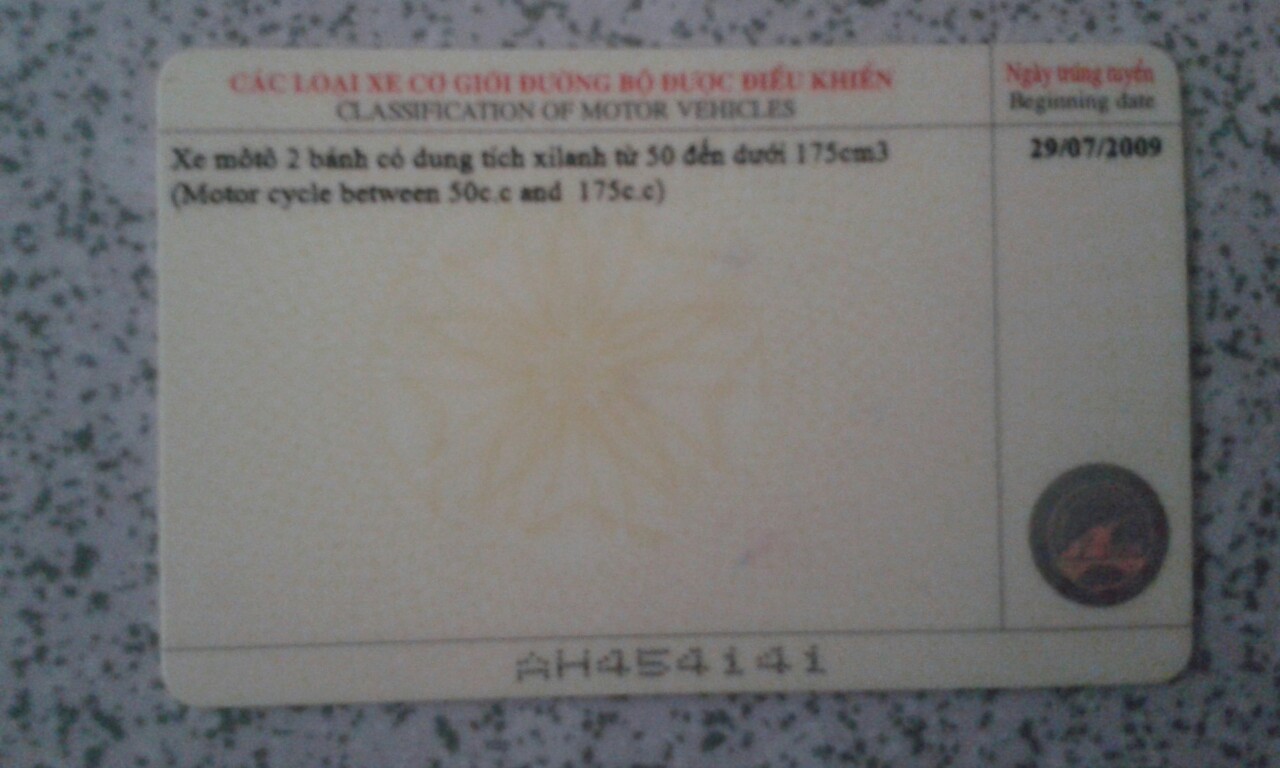 CÁC LOẠI XE CƠ GIỚI ĐƯỜNG BỘ ĐƯỢC ĐIỀU KHIỂN
CLASSIFICATION OF MOTOR VEHICLES
Ngày trúng tuyển
Beginning date
Xe môtô 2 bánh có dung tích xilanh từ 50 đến dưới 175cm3
(Motor cycle between 50c.c and 175c.c)
29/07/2009
AH454141